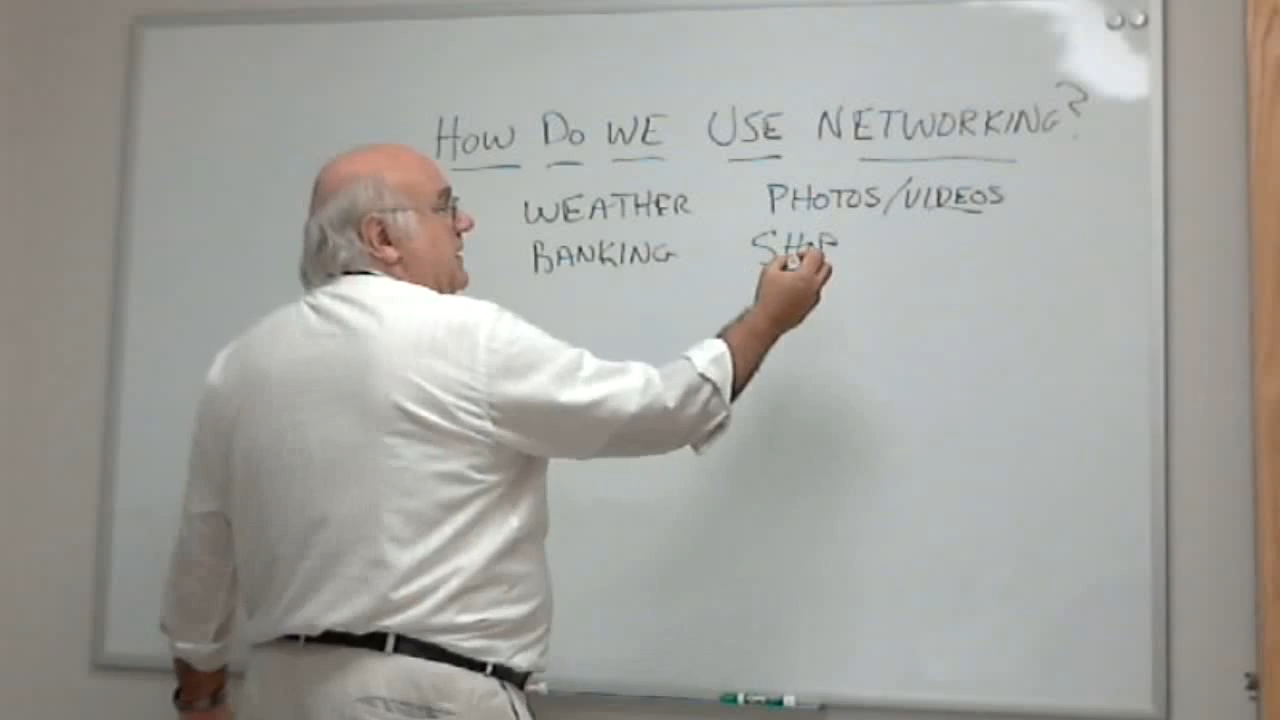 HOW DO WE USE NETWORKING?
WEATHER PHOTOS/VIDEOS
BANKING SHOP